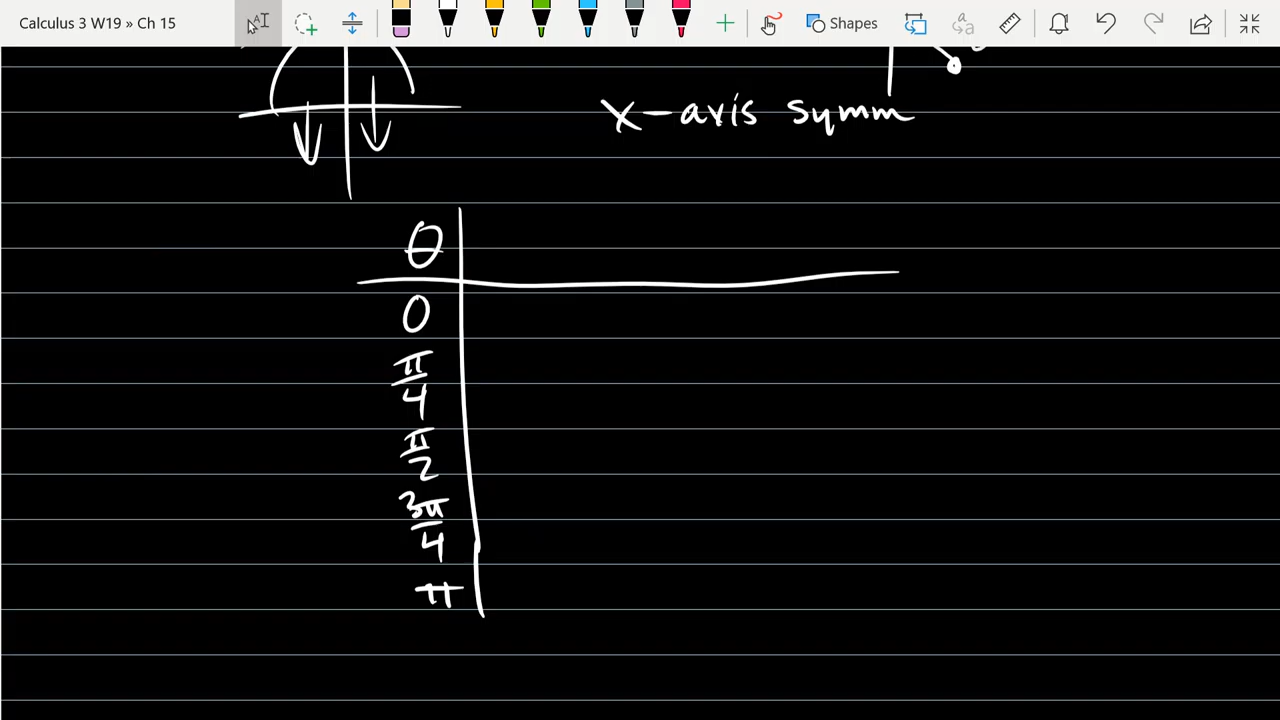 Calculus 3 W19 » Ch 15
Shapes
x-axis symm
θ
0
π/4
π/2
3π/4
π